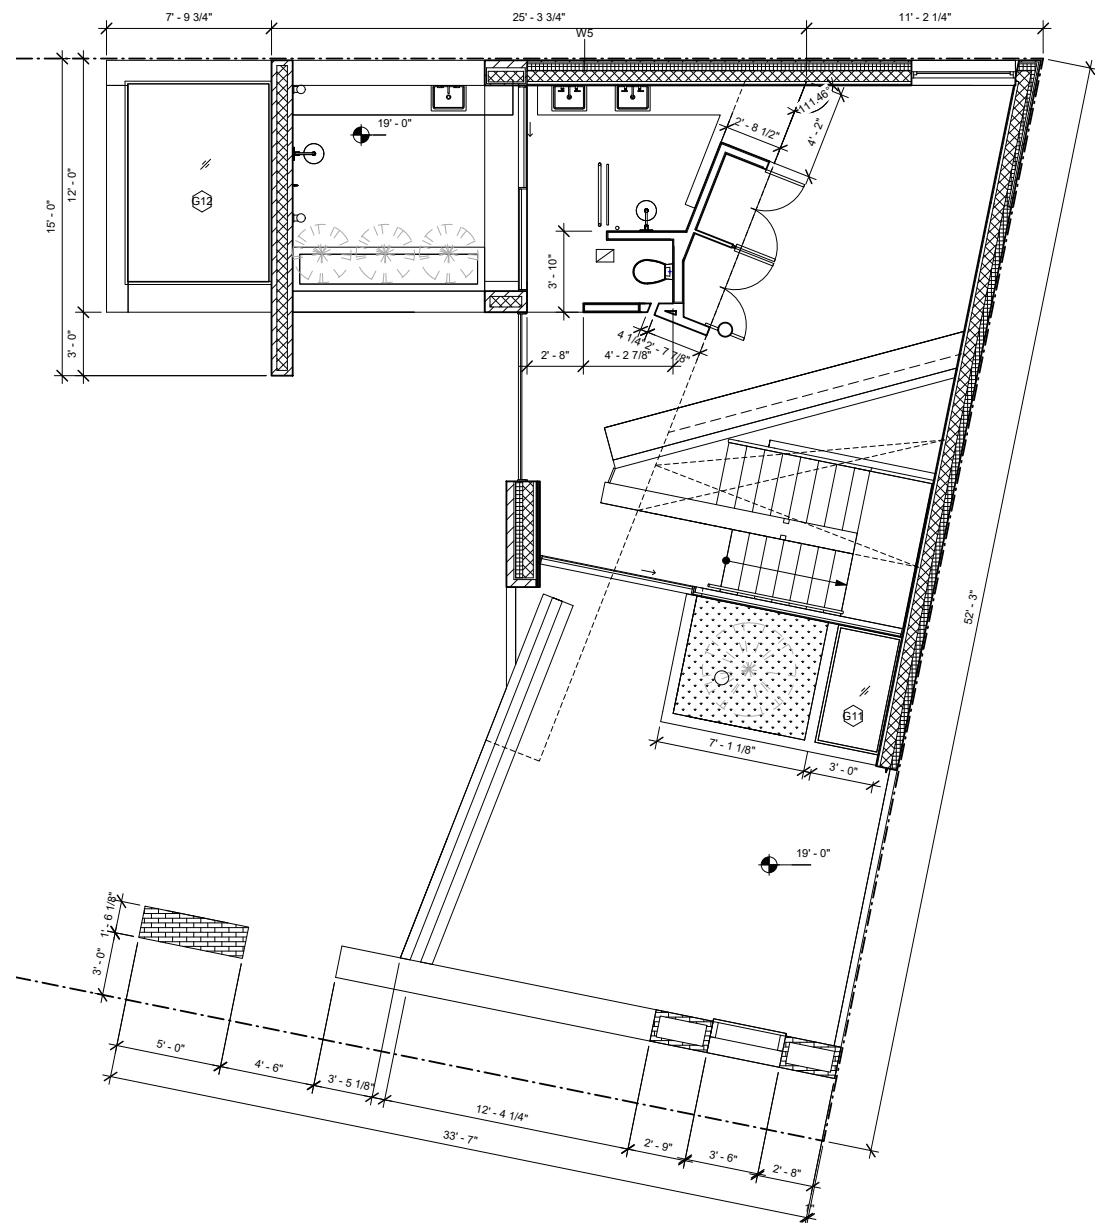 7' - 9 3/4"
25' - 3 3/4"
11' - 2 1/4"
W5
111.46°
2' - 8 1/2"
4' - 2"
19' - 0"
12' - 0"
15' - 0"
G12
3' - 10"
3' - 0"
4 1/4"
2' - 7 7/8"
2' - 8"
4' - 2 7/8"
52' - 3"
G11
7' - 1 1/8"
3' - 0"
19' - 0"
1' - 6 1/8"
3' - 0"
5' - 0"
4' - 6"
3' - 5 1/8"
12' - 4 1/4"
33' - 7"
2' - 9"
3' - 6"
2' - 8"
1"